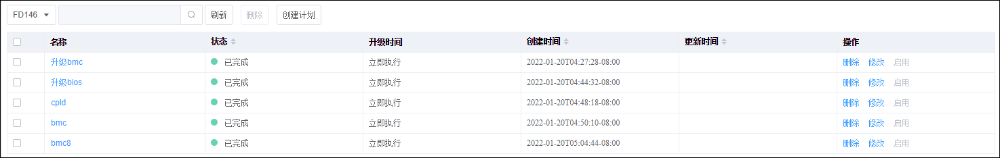 FD146 刷新 删除 创建计划
名称 状态 升级时间 创建时间 更新时间 操作
升级bmc 已完成 立即执行 2022-01-20T04:27:28-08:00 删除 修改 启用
升级bios 已完成 立即执行 2022-01-20T04:44:32-08:00 删除 修改 启用
cpld 已完成 立即执行 2022-01-20T04:48:18-08:00 删除 修改 启用
bmc 已完成 立即执行 2022-01-20T04:50:10-08:00 删除 修改 启用
bmc8 已完成 立即执行 2022-01-20T05:04:44-08:00 删除 修改 启用